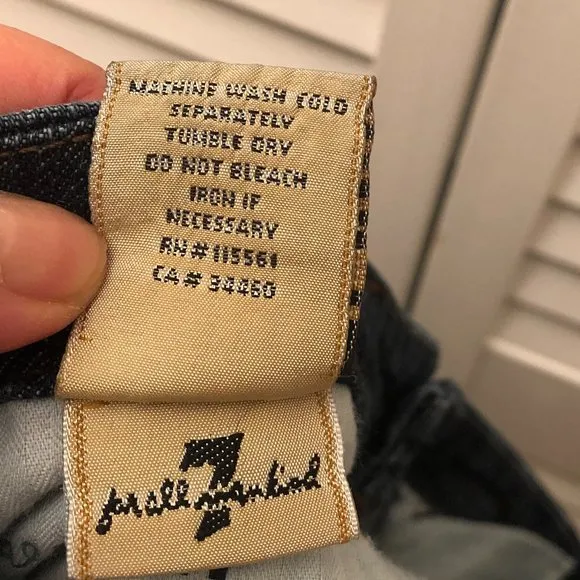 MACHINE WASH COLD
SEPARATELY
TUMBLE DRY
DO NOT BLEACH
IRON IF
NECESSARY
RN# 115561
CA# 34460
7
for all mankind